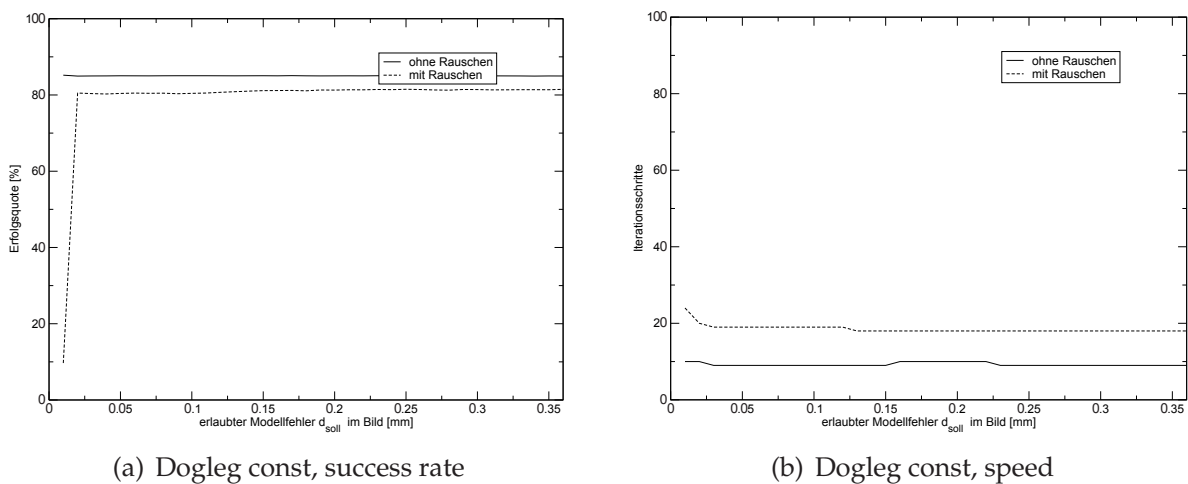 100
80
60
40
20
0
Erfolgsquote [%]
ohne Rauschen
mit Rauschen
0 0.05 0.1 0.15 0.2 0.25 0.3 0.35
erlaubter Modellfehler d_soll im Bild [mm]
(a) Dogleg const, success rate
100
80
60
40
20
0
Iterationsschritte
ohne Rauschen
mit Rauschen
0 0.05 0.1 0.15 0.2 0.25 0.3 0.35
erlaubter Modellfehler d_soll im Bild [mm]
(b) Dogleg const, speed